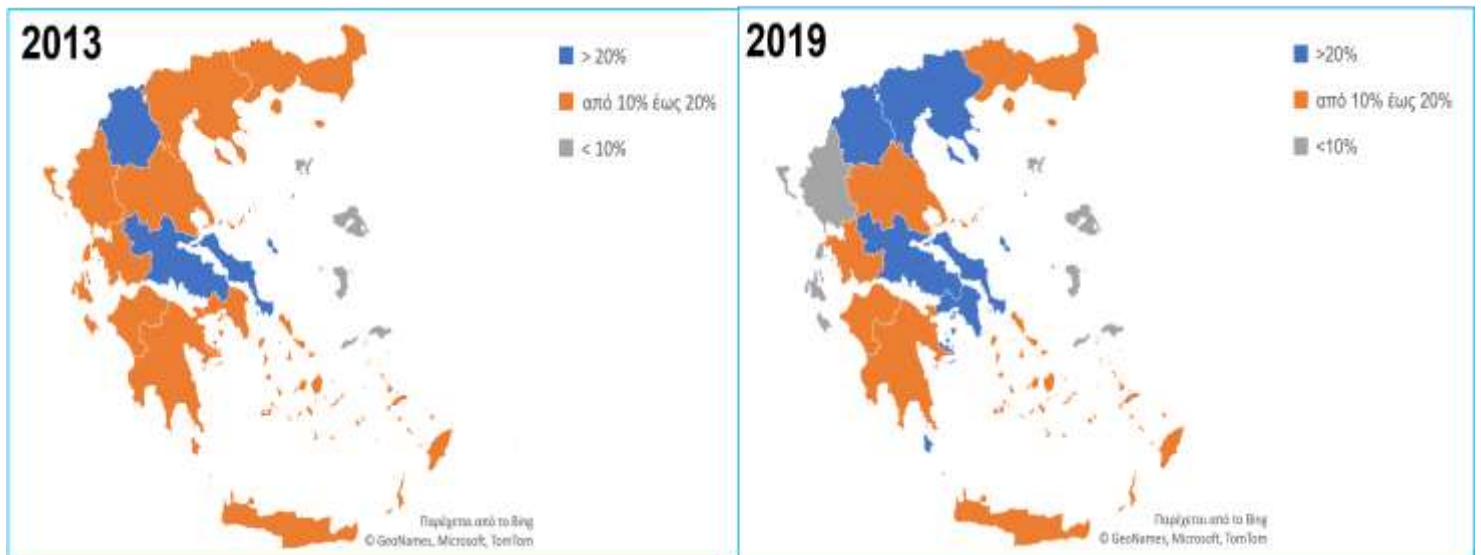 2013
> 20%
από 10% έως 20%
< 10%
Παρέχεται από το Bing
© GeoNames, Microsoft, TomTom
2019
>20%
από 10% έως 20%
<10%
Παρέχεται από το Bing
© GeoNames, Microsoft, TomTom